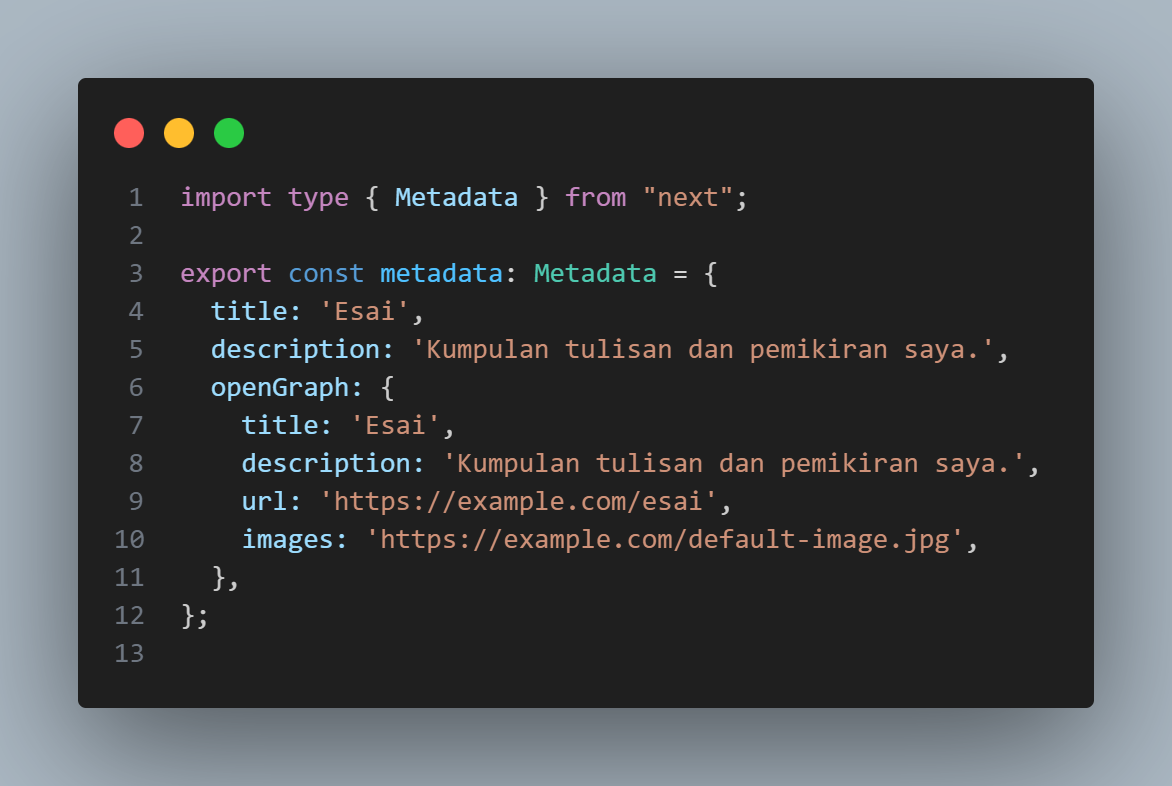 1 import type { Metadata } from "next";
2
3 export const metadata: Metadata = {
4   title: 'Esai',
5   description: 'Kumpulan tulisan dan pemikiran saya.',
6   openGraph: {
7     title: 'Esai',
8     description: 'Kumpulan tulisan dan pemikiran saya.',
9     url: 'https://example.com/esai',
10     images: 'https://example.com/default-image.jpg',
11   },
12 };
13